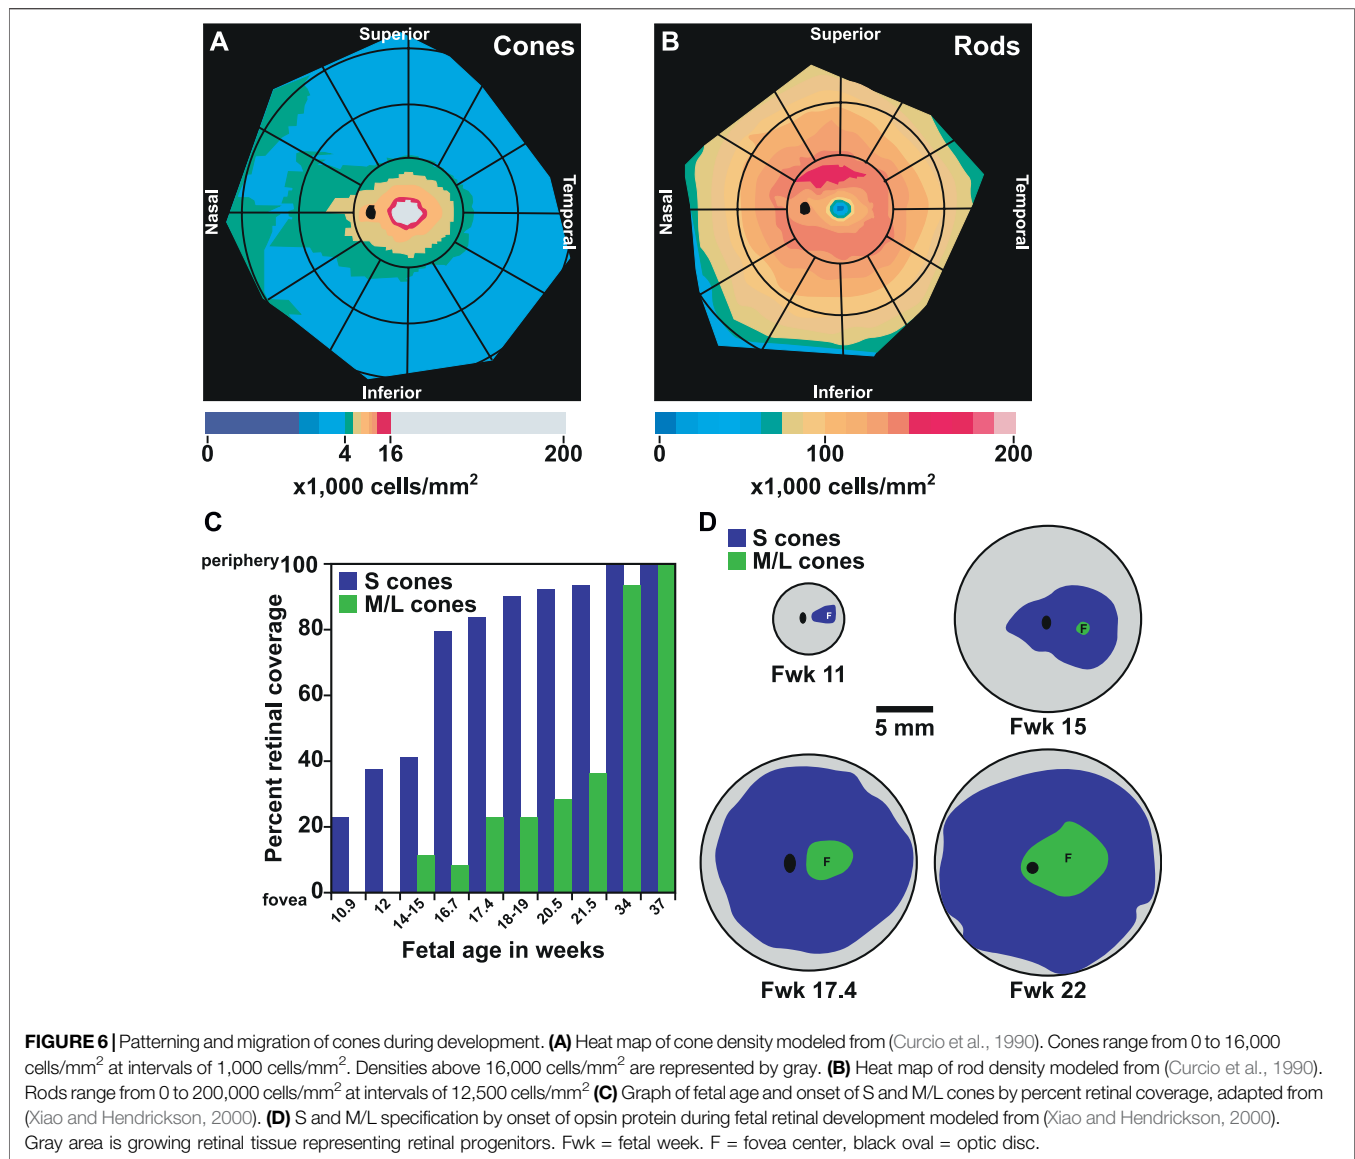 A
Superior
Cones
Nasal
Temporal
Inferior
0 4 16 200
x1,000 cells/mm²
B
Superior
Rods
Nasal
Temporal
Inferior
0 100 200
x1,000 cells/mm²
C
periphery
100
80
60
40
20
0
fovea
Percent retinal coverage
S cones
M/L cones
10.9 12 14-15 16.7 17.4 18-19 20.5 21.5 34 37
Fetal age in weeks
D
S cones
M/L cones
F
Fwk 11
F
Fwk 15
5 mm
F
Fwk 17.4
F
Fwk 22
FIGURE 6 | Patterning and migration of cones during development. (A) Heat map of cone density modeled from (Curcio et al., 1990). Cones range from 0 to 16,000
cells/mm² at intervals of 1,000 cells/mm². Densities above 16,000 cells/mm² are represented by gray. (B) Heat map of rod density modeled from (Curcio et al., 1990).
Rods range from 0 to 200,000 cells/mm² at intervals of 12,500 cells/mm² (C) Graph of fetal age and onset of S and M/L cones by percent retinal coverage, adapted from
(Xiao and Hendrickson, 2000). (D) S and M/L specification by onset of opsin protein during fetal retinal development modeled from (Xiao and Hendrickson, 2000).
Gray area is growing retinal tissue representing retinal progenitors. Fwk = fetal week. F = fovea center, black oval = optic disc.